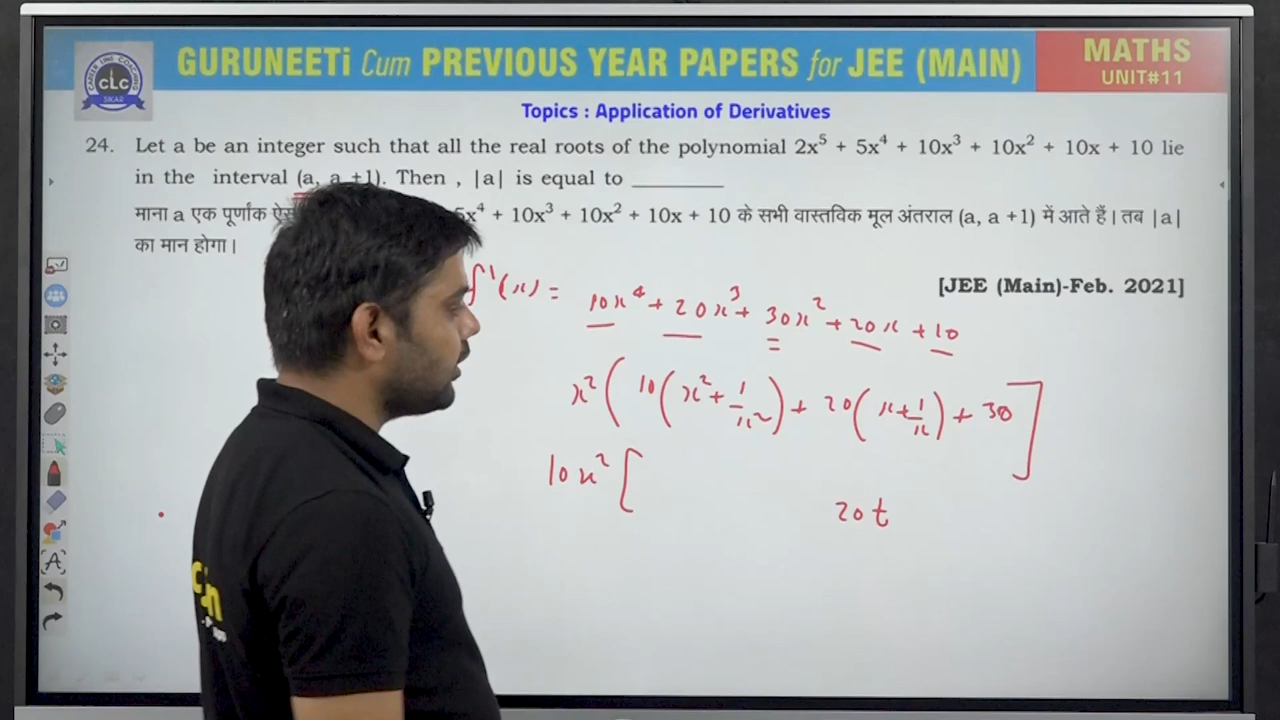 GURUNEETi Cum PREVIOUS YEAR PAPERS for JEE (MAIN)
MATHS
UNIT#11
CLC
SIKAR
Topics : Application of Derivatives
24. Let a be an integer such that all the real roots of the polynomial 2x⁵ + 5x⁴ + 10x³ + 10x² + 10x + 10 lie
in the interval (a, a +1). Then , |a| is equal to ________
माना a एक पूर्णांक x⁴ + 10x³ + 10x² + 10x + 10 के सभी वास्तविक मूल अंतराल (a, a +1) में आते हैं। तब |a|
का मान होगा।
[JEE (Main)-Feb. 2021]
f'(x) = 10x⁴ + 20x³ + 30x² + 20x + 10
x² ( 10 ( x² + 1/x² ) + 20 ( x + 1/x ) + 30 ]
10x² [
20t